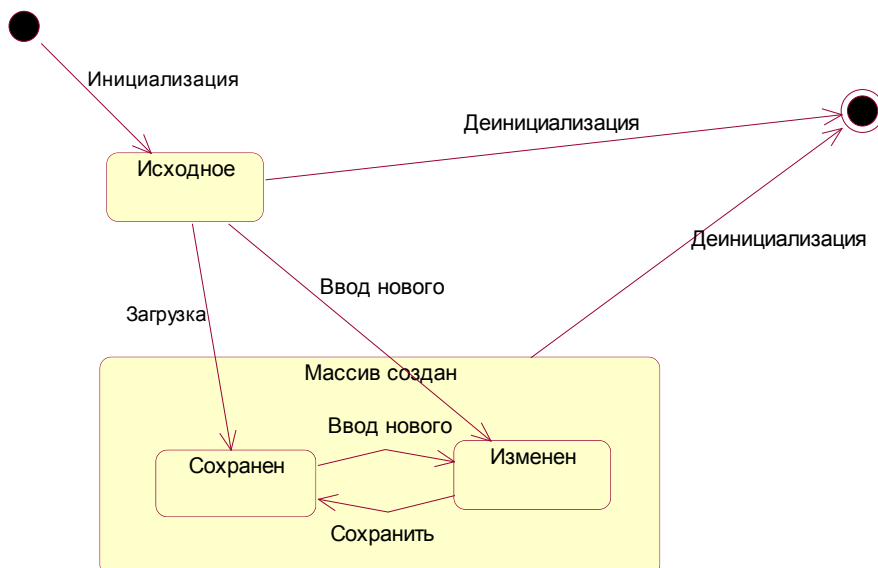 Инициализация
Деинициализация
Исходное
Деинициализация
Ввод нового
Загрузка
Массив создан
Ввод нового
Сохранен
Изменен
Сохранить